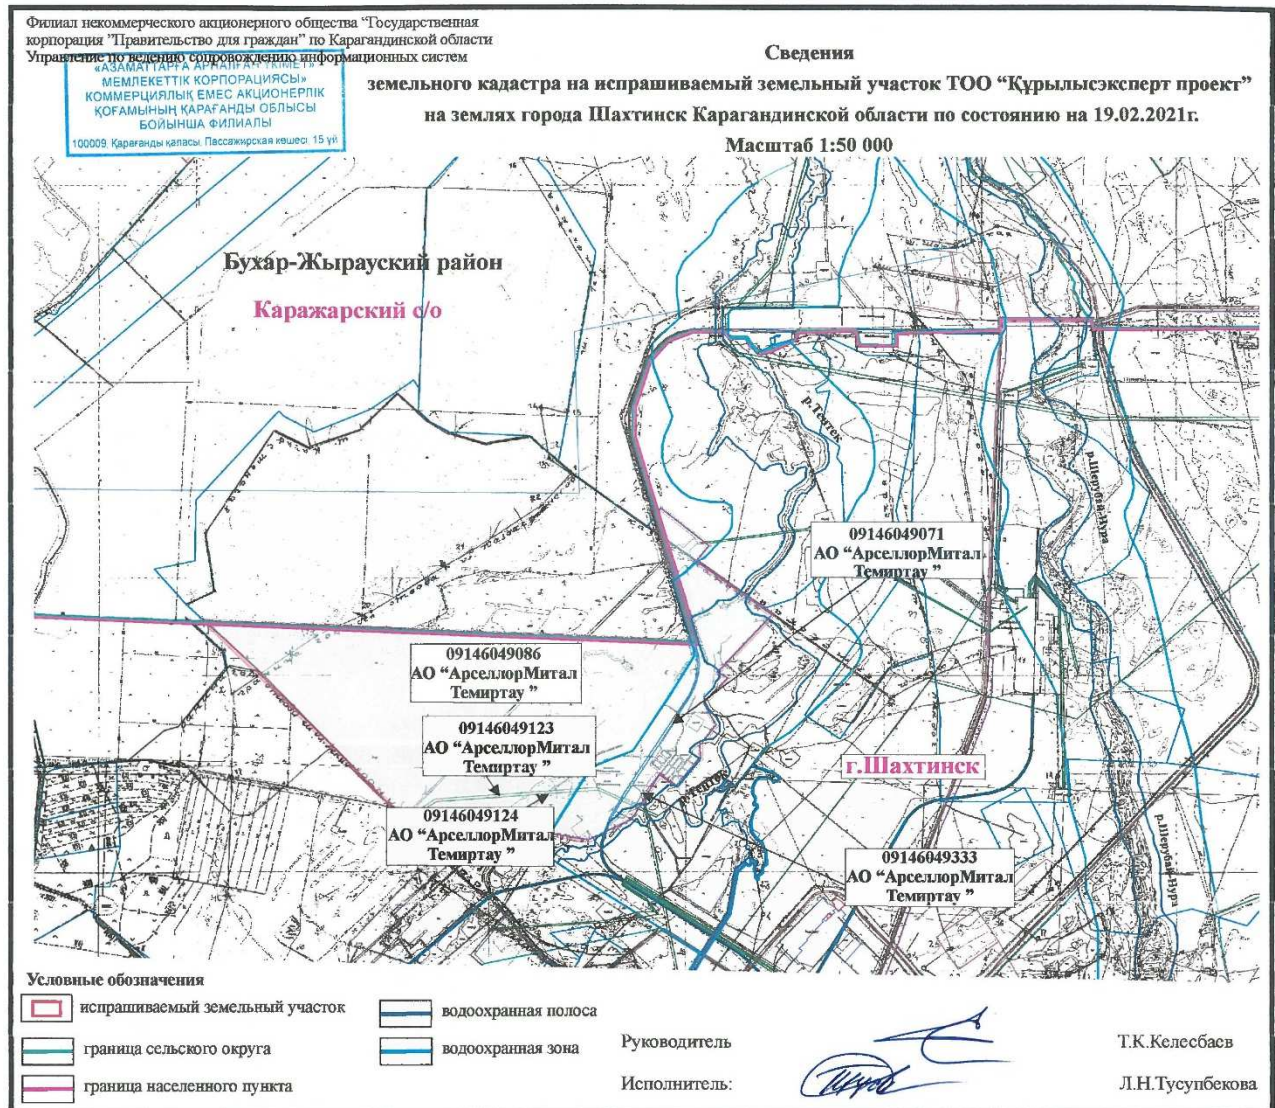 Филиал некоммерческого акционерного общества "Государственная
корпорация "Правительство для граждан" по Карагандинской области
Управление по ведению сопровождению информационных систем
«АЗАМАТТАРҒА АРНАЛҒАН ҮКІМЕТ»
МЕМЛЕКЕТТІК КОРПОРАЦИЯСЫ»
КОММЕРЦИЯЛЫҚ ЕМЕС АКЦИОНЕРЛІК
ҚОҒАМЫНЫҢ ҚАРАҒАНДЫ ОБЛЫСЫ
БОЙЫНША ФИЛИАЛЫ
100009, Қарағанды қаласы, Пассажирская көшесі, 15 үй
Сведения
земельного кадастра на испрашиваемый земельный участок ТОО "Құрылысэксперт проект"
на землях города Шахтинск Карагандинской области по состоянию на 19.02.2021г.
Масштаб 1:50 000
Бухар-Жырауский район
Каражарский с/о
р.Тентек
р.Шерубай-Нура
09146049071
АО "АрселлорМитал
Темиртау"
09146049086
АО "АрселлорМитал
Темиртау"
09146049123
АО "АрселлорМитал
Темиртау"
г.Шахтинск
р.Тентек
09146049124
АО "АрселлорМитал
Темиртау"
09146049333
АО "АрселлорМитал
Темиртау"
р.Шерубай-Нура
Условные обозначения
испрашиваемый земельный участок
граница сельского округа
граница населенного пункта
водоохранная полоса
водоохранная зона
Руководитель
Т.К.Келесбаев
Исполнитель:
Л.Н.Тусупбекова